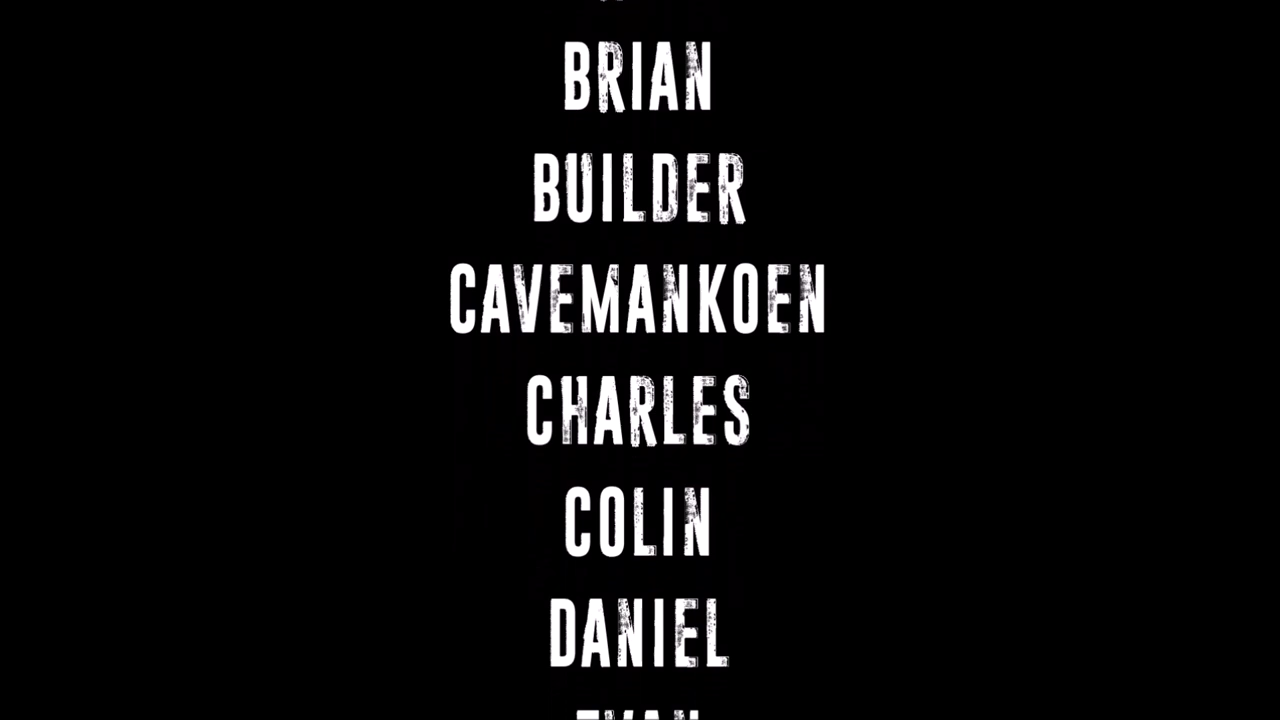 BRIAN
BUILDER
CAVEMANKOEN
CHARLES
COLIN
DANIEL